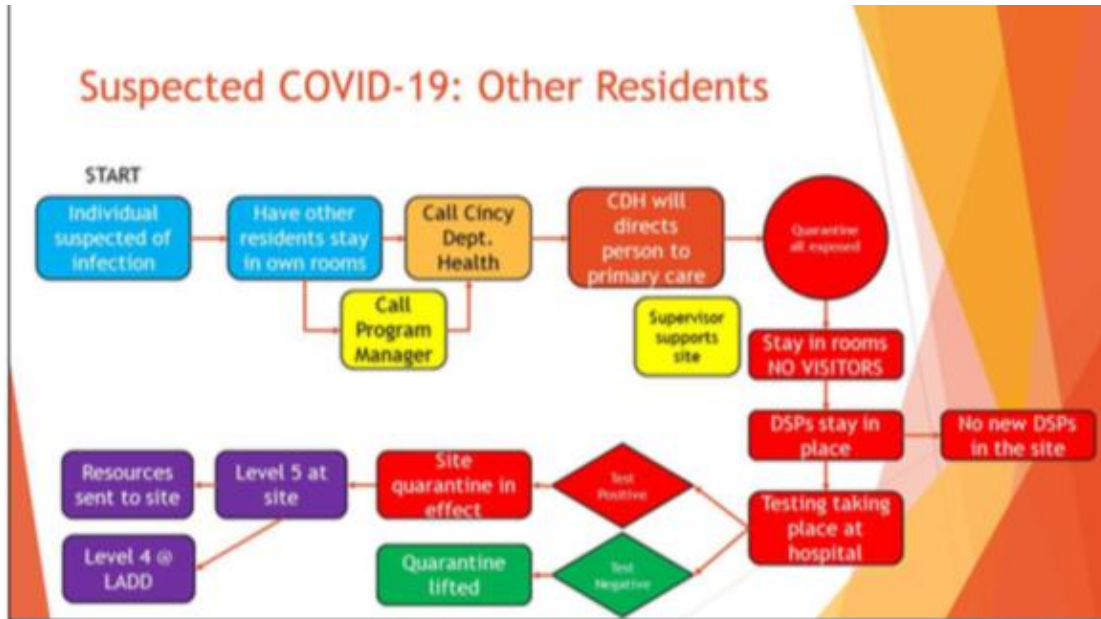 Suspected COVID-19: Other Residents
START
Individual
suspected of
infection
Have other
residents stay
in own rooms
Call Cincy
Dept.
Health
CDH will
directs
person to
primary care
Quarantine
all exposed
Call
Program
Manager
Supervisor
supports
site
Stay in rooms
NO VISITORS
DSPs stay in
place
No new DSPs
in the site
Testing taking
place at
hospital
Test
Positive
Site
quarantine in
effect
Level 5 at
site
Resources
sent to site
Level 4 @
LADD
Test
Negative
Quarantine
lifted